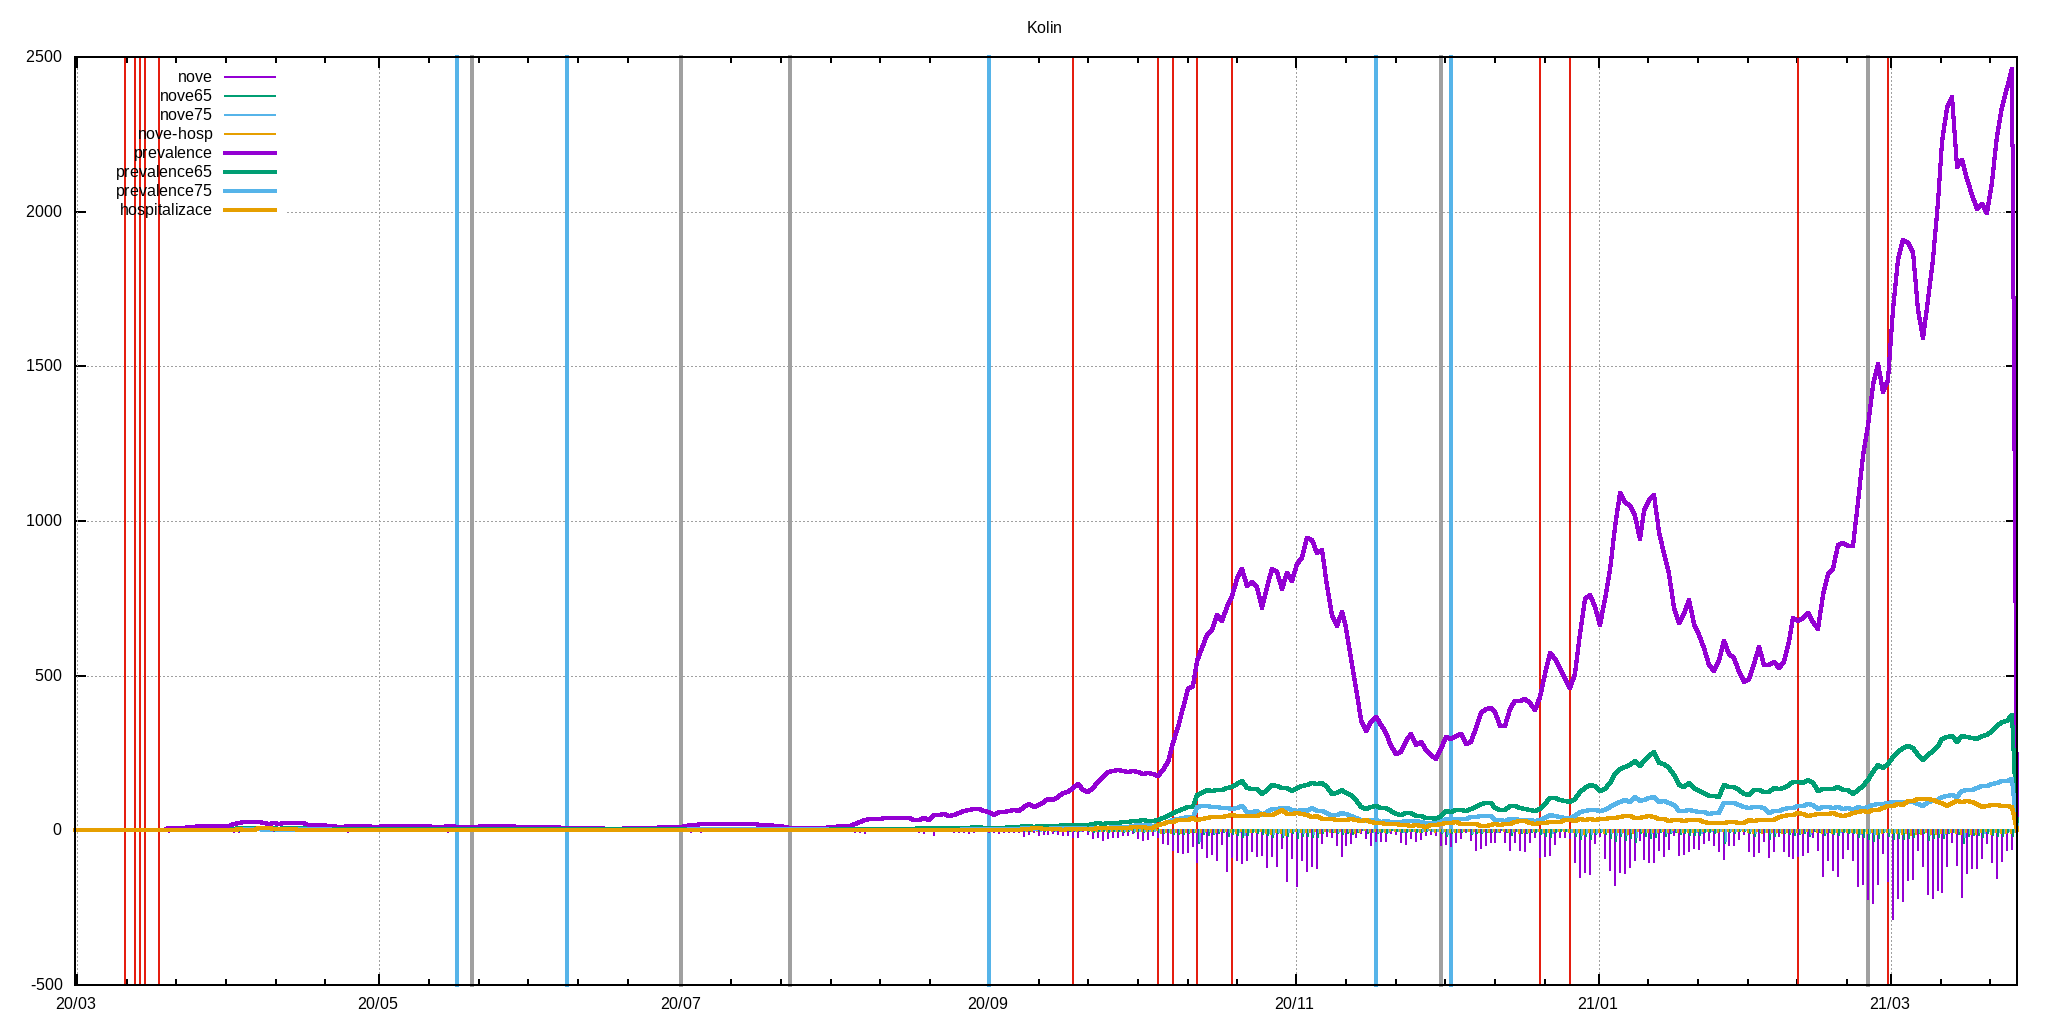 Kolin
2500
nove
nove65
nove75
nove-hosp
prevalence
prevalence65
prevalence75
hospitalizace
2000
1500
1000
500
0
-500
20/03 20/05 20/07 20/09 20/11 21/01 21/03